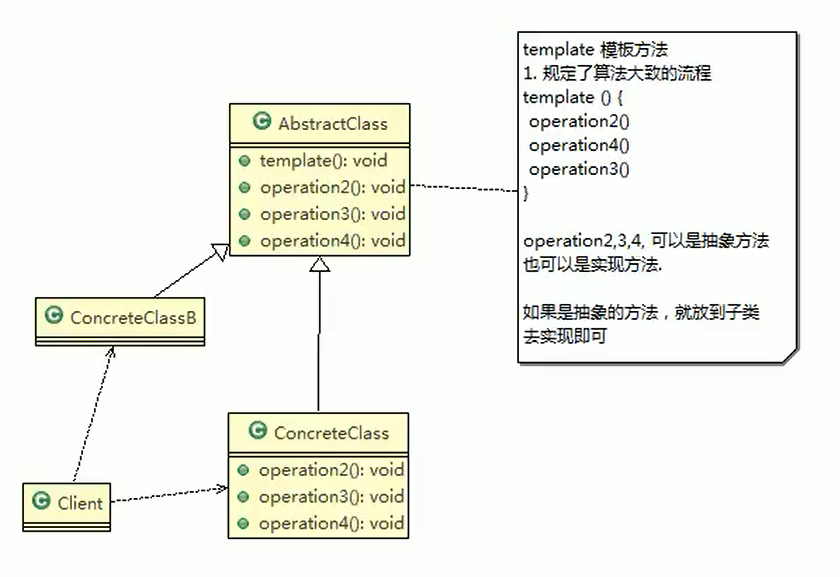 template 模板方法
1. 规定了算法大致的流程
template () {
operation2()
operation4()
operation3()
}
operation2,3,4, 可以是抽象方法
也可以是实现方法.
如果是抽象的方法，就放到子类
去实现即可
C AbstractClass
template(): void
operation2(): void
operation3(): void
operation4(): void
C ConcreteClassB
C ConcreteClass
operation2(): void
operation3(): void
operation4(): void
C Client